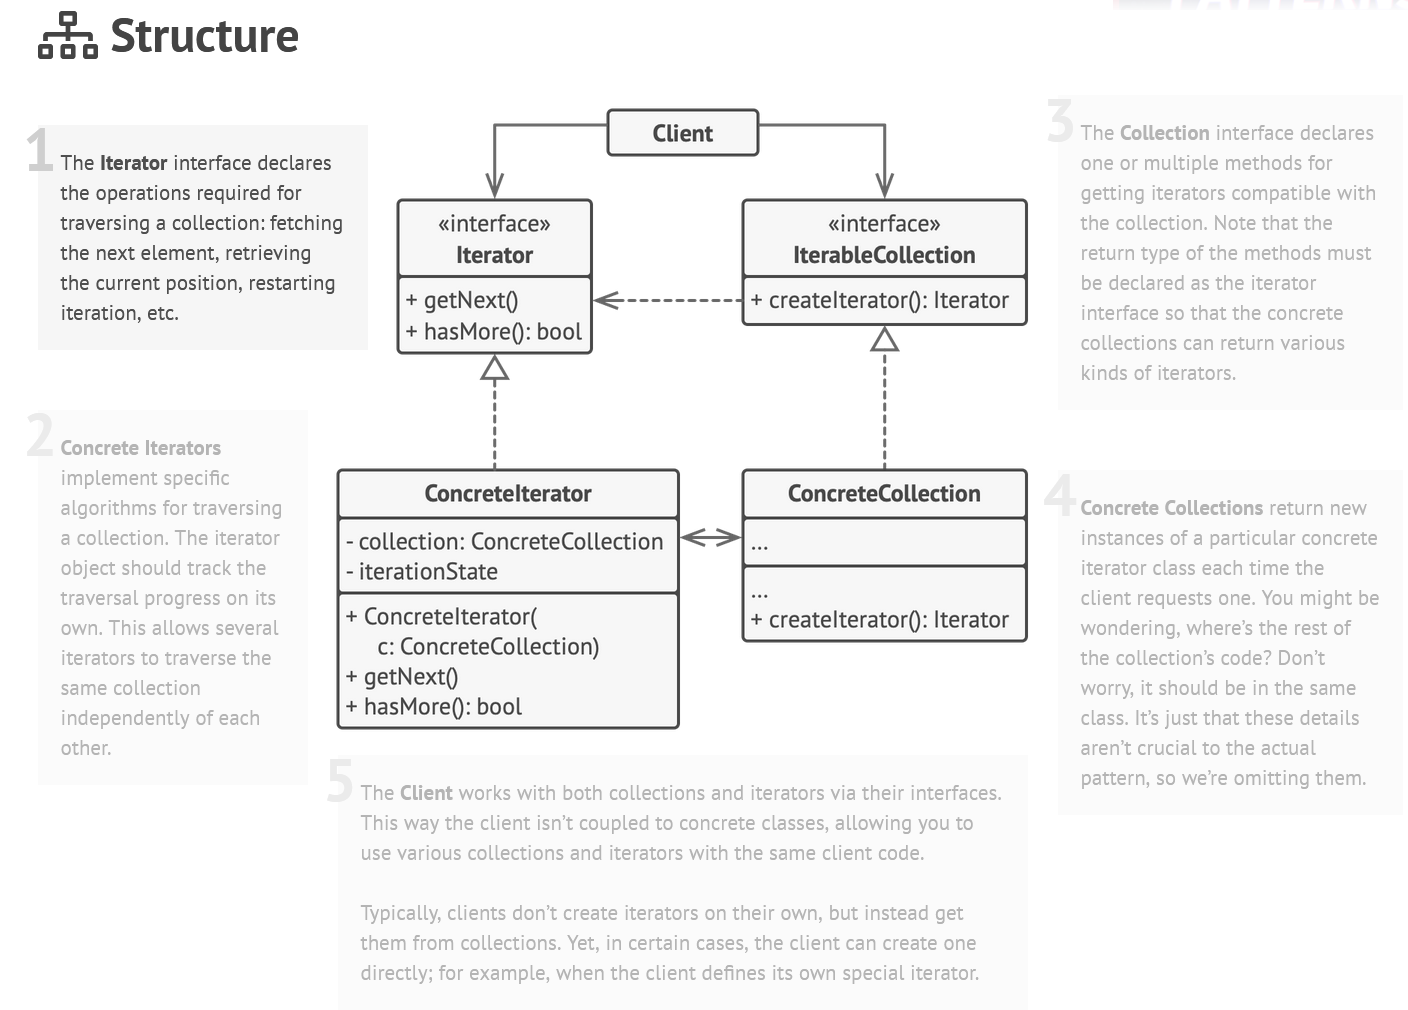 Structure
1
The Iterator interface declares
the operations required for
traversing a collection: fetching
the next element, retrieving
the current position, restarting
iteration, etc.
2
Concrete Iterators
implement specific
algorithms for traversing
a collection. The iterator
object should track the
traversal progress on its
own. This allows several
iterators to traverse the
same collection
independently of each
other.
Client
«interface»
Iterator
+ getNext()
+ hasMore(): bool
«interface»
IterableCollection
+ createIterator(): Iterator
ConcreteIterator
- collection: ConcreteCollection
- iterationState
+ ConcreteIterator(
c: ConcreteCollection)
+ getNext()
+ hasMore(): bool
ConcreteCollection
...
...
+ createIterator(): Iterator
3
The Collection interface declares
one or multiple methods for
getting iterators compatible with
the collection. Note that the
return type of the methods must
be declared as the iterator
interface so that the concrete
collections can return various
kinds of iterators.
4
Concrete Collections return new
instances of a particular concrete
iterator class each time the
client requests one. You might be
wondering, where's the rest of
the collection's code? Don't
worry, it should be in the same
class. It's just that these details
aren't crucial to the actual
pattern, so we're omitting them.
5
The Client works with both collections and iterators via their interfaces.
This way the client isn't coupled to concrete classes, allowing you to
use various collections and iterators with the same client code.
Typically, clients don't create iterators on their own, but instead get
them from collections. Yet, in certain cases, the client can create one
directly; for example, when the client defines its own special iterator.